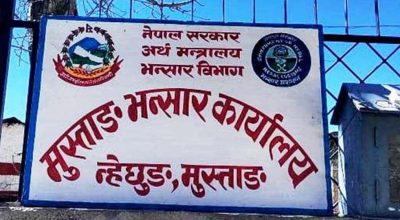 नेपाल सरकार
अर्थ मन्त्रालय
भन्सार विभाग
मुस्ताङ भन्सार कार्यालय
न्हेछुङ, मुस्ताङ